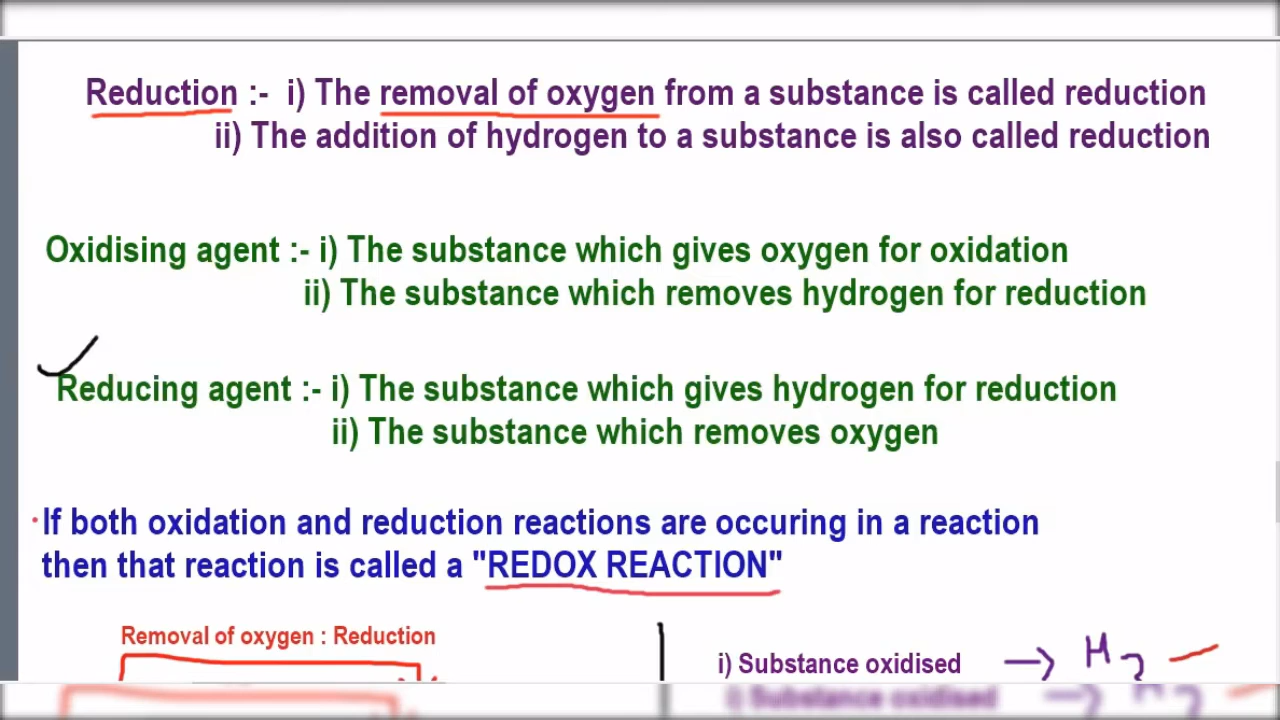 Reduction :- i) The removal of oxygen from a substance is called reduction
ii) The addition of hydrogen to a substance is also called reduction
Oxidising agent :- i) The substance which gives oxygen for oxidation
ii) The substance which removes hydrogen for reduction
Reducing agent :- i) The substance which gives hydrogen for reduction
ii) The substance which removes oxygen
If both oxidation and reduction reactions are occuring in a reaction
then that reaction is called a "REDOX REACTION"
Removal of oxygen : Reduction
i) Substance oxidised → H2
i) Substance oxidised → H2